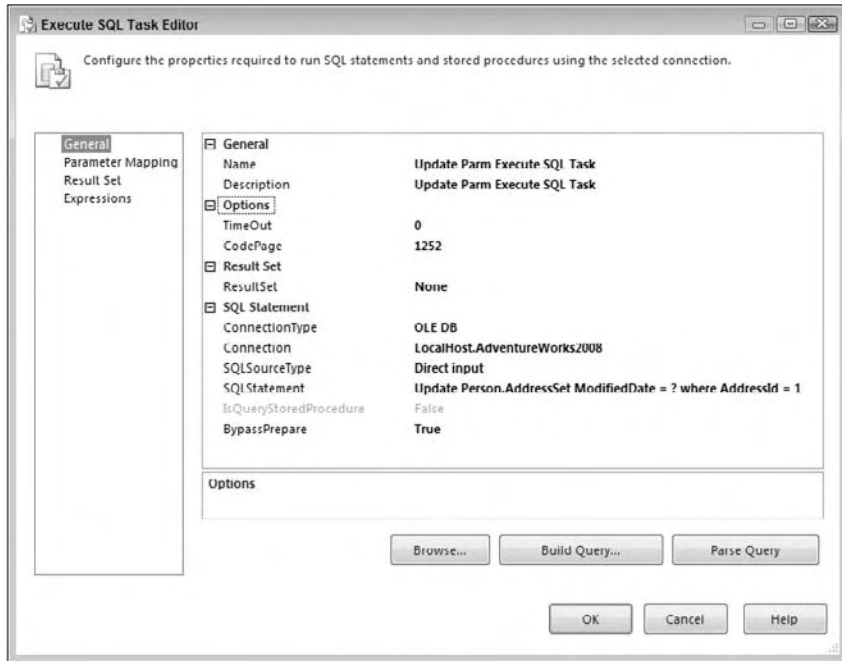 Execute SQL Task Editor
Configure the properties required to run SQL statements and stored procedures using the selected connection.
General
Parameter Mapping
Result Set
Expressions
General
Name Update Parm Execute SQL Task
Description Update Parm Execute SQL Task
Options
TimeOut 0
CodePage 1252
Result Set
ResultSet None
SQL Statement
ConnectionType OLE DB
Connection LocalHost.AdventureWorks2008
SQLSourceType Direct input
SQLStatement Update Person.AddressSet ModifiedDate = ? where AddressId = 1
IsQueryStoredProcedure False
BypassPrepare True
Options
Browse... Build Query... Parse Query
OK Cancel Help